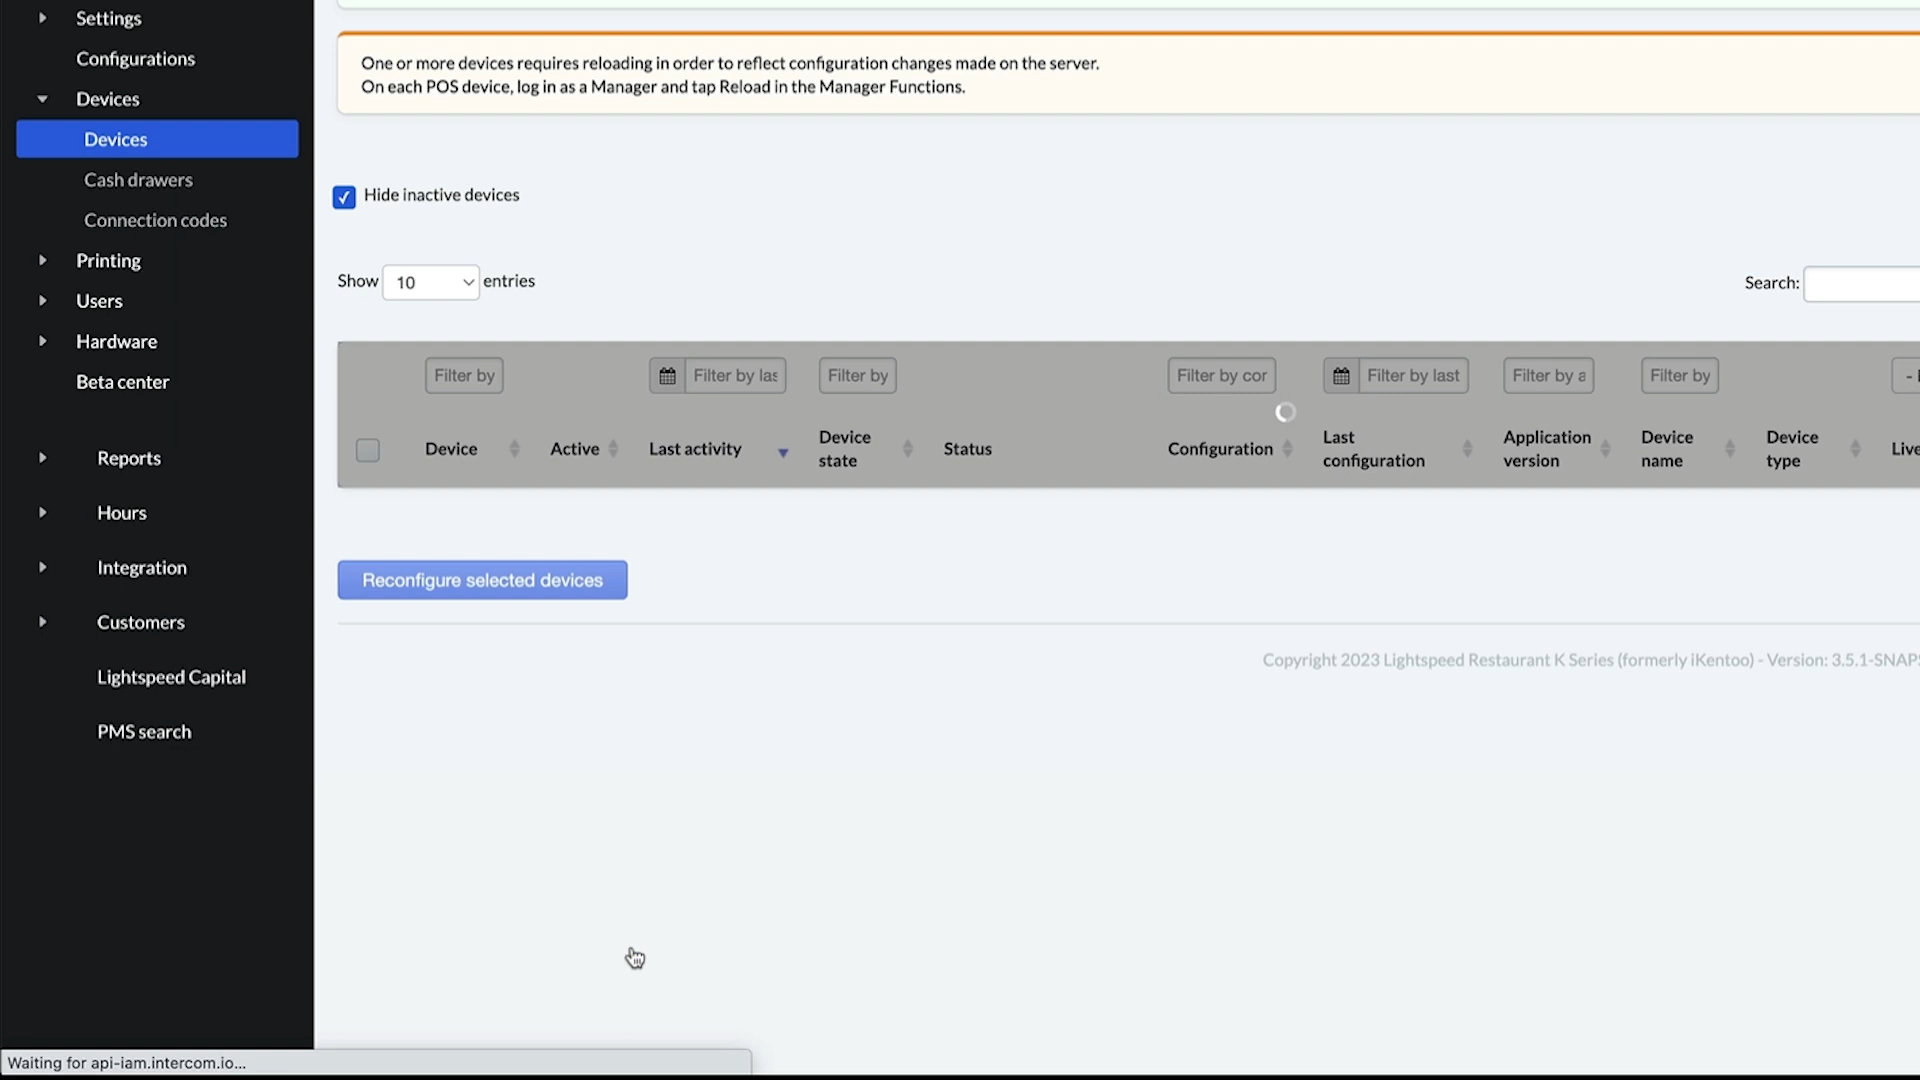 Settings
Configurations
Devices
Devices
Cash drawers
Connection codes
Printing
Users
Hardware
Beta center
Reports
Hours
Integration
Customers
Lightspeed Capital
PMS search
One or more devices requires reloading in order to reflect configuration changes made on the server.
On each POS device, log in as a Manager and tap Reload in the Manager Functions.
Hide inactive devices
Show 10 entries
Search:
Filter by
Filter by las
Filter by
Filter by cor
Filter by last
Filter by a
Filter by
Device
Active
Last activity
Device
state
Status
Configuration
Last
configuration
Application
version
Device
name
Device
type
Live
Reconfigure selected devices
Copyright 2023 Lightspeed Restaurant K Series (formerly iKentoo) - Version: 3.5.1-SNAP
Waiting for api-iam.intercom.io...